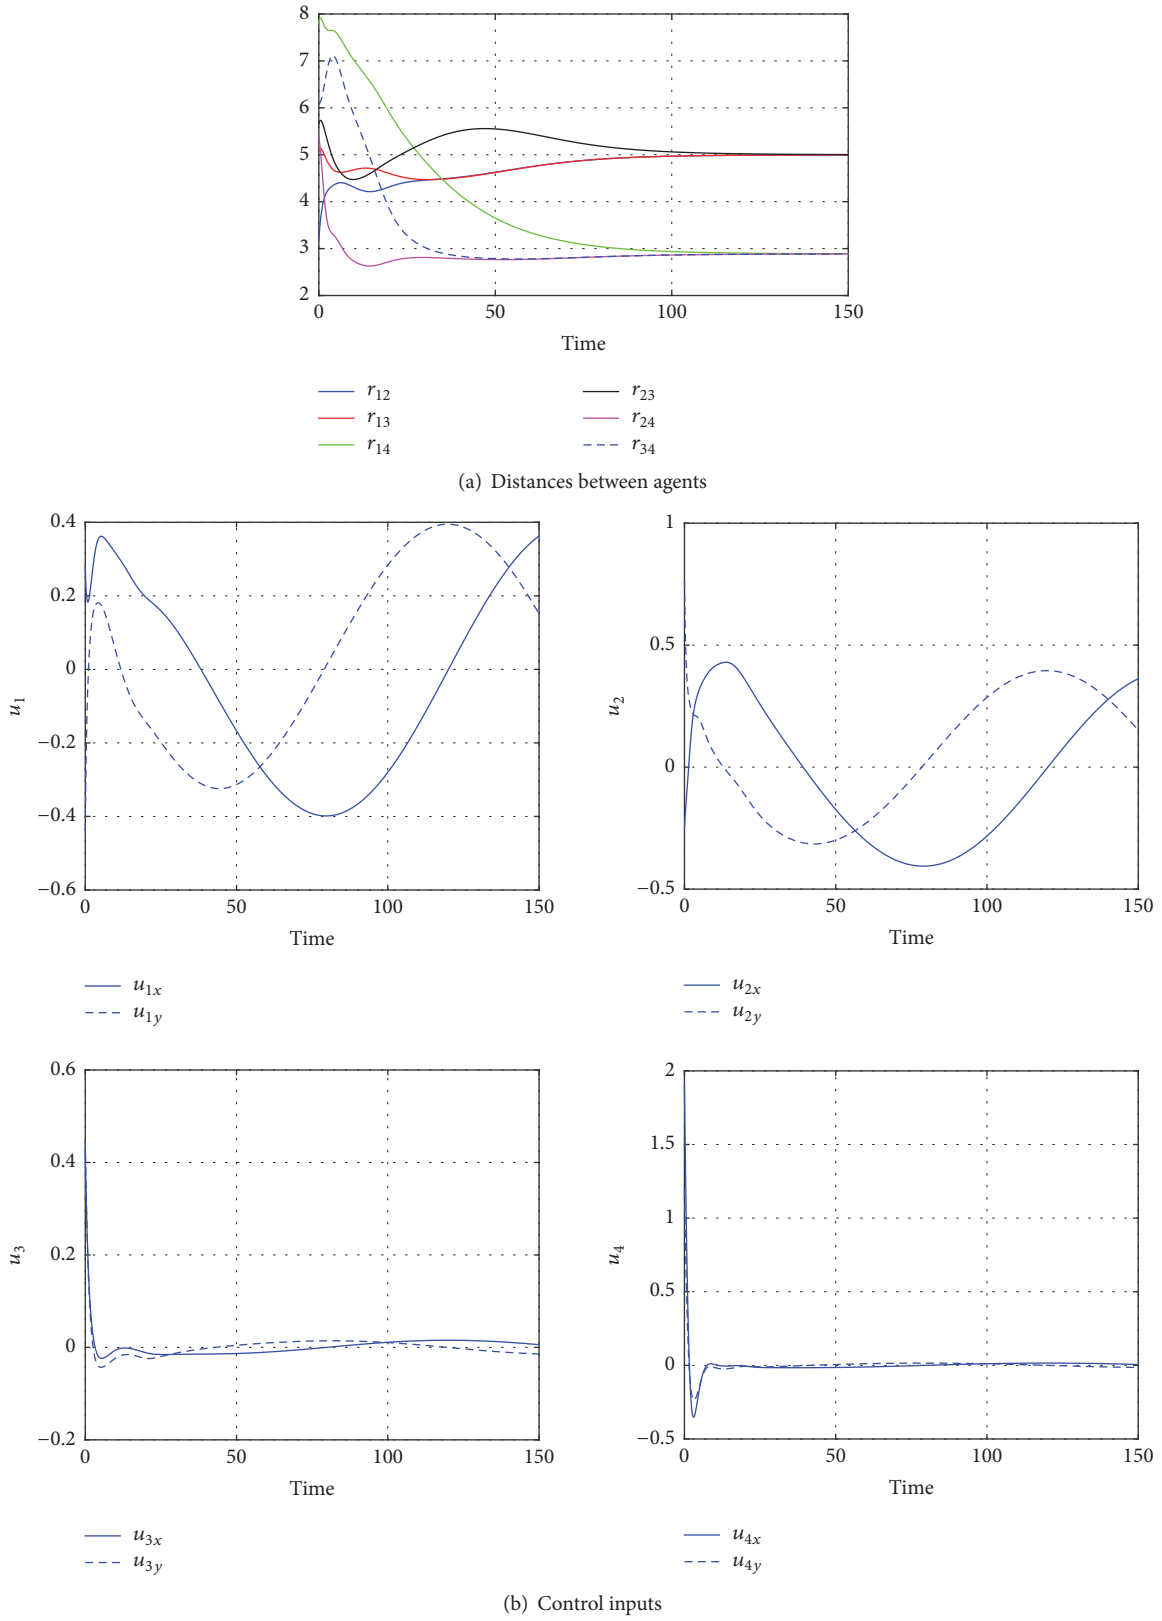 8
7
6
5
4
3
2
0 50 100 150
Time
r12 r23
r13 r24
r14 r34
(a) Distances between agents
0.4
0.2
0
−0.2
−0.4
−0.6
u1
0 50 100 150
Time
u1x
u1y
1
0.5
0
−0.5
u2
0 50 100 150
Time
u2x
u2y
0.6
0.4
0.2
0
−0.2
u3
0 50 100 150
Time
u3x
u3y
2
1.5
1
0.5
0
−0.5
u4
0 50 100 150
Time
u4x
u4y
(b) Control inputs